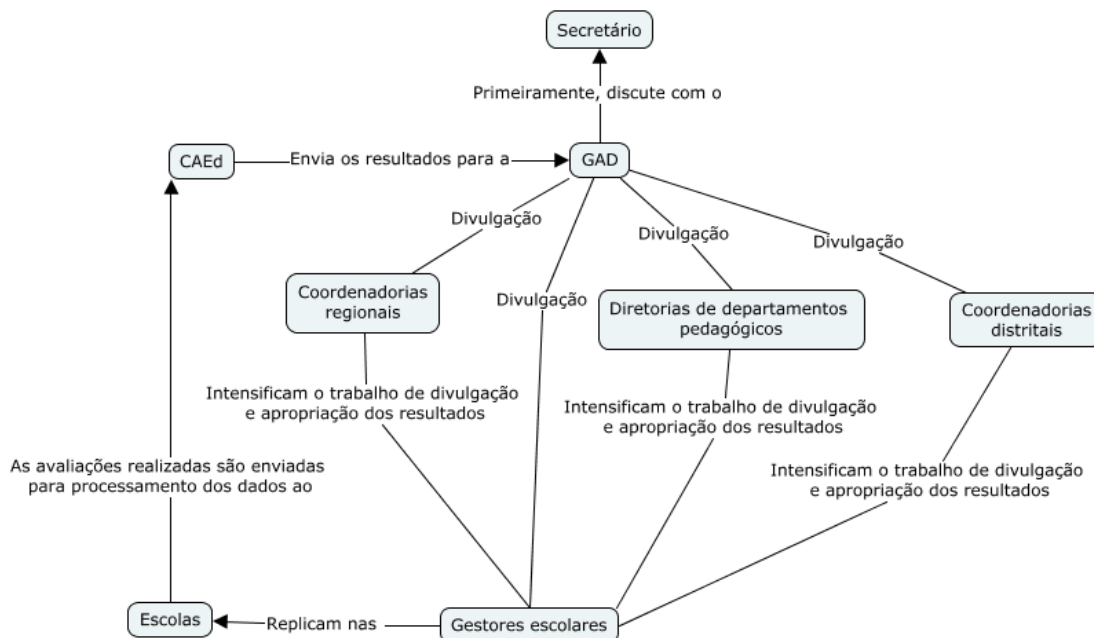 Secretário
Primeiramente, discute com o
CAEd
Envia os resultados para a
GAD
Divulgação
Divulgação
Divulgação
Divulgação
Coordenadorias
regionais
Diretorias de departamentos
pedagógicos
Coordenadorias
distritais
Intensificam o trabalho de divulgação
e apropriação dos resultados
Intensificam o trabalho de divulgação
e apropriação dos resultados
Intensificam o trabalho de divulgação
e apropriação dos resultados
As avaliações realizadas são enviadas
para processamento dos dados ao
Escolas
Replicam nas
Gestores escolares